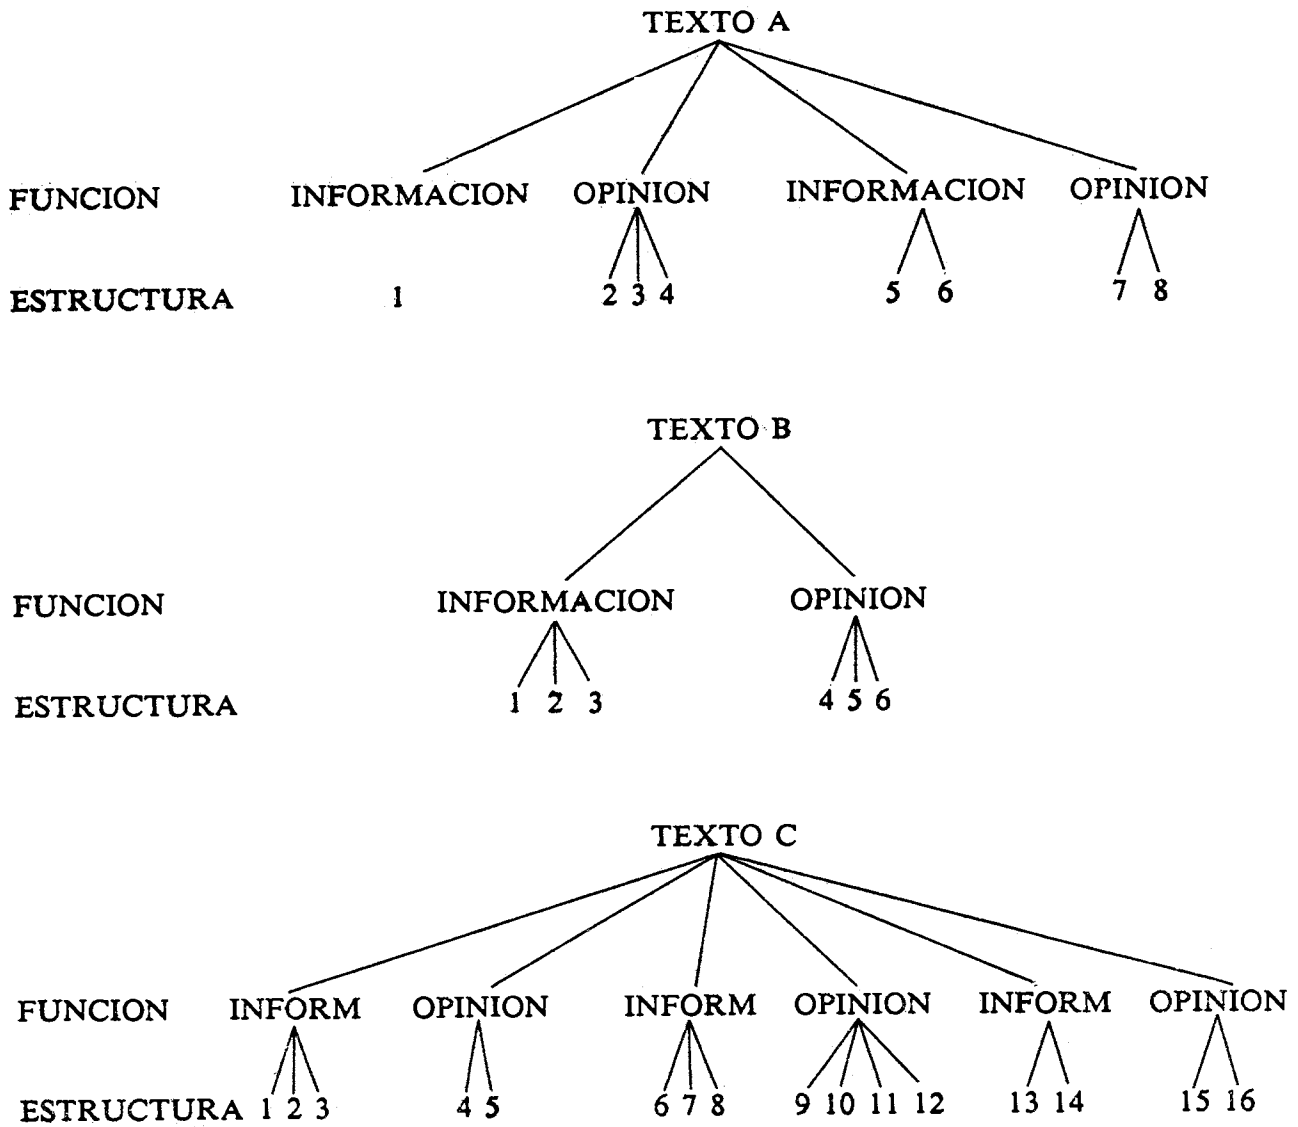 TEXTO A
FUNCION INFORMACION OPINION INFORMACION OPINION
ESTRUCTURA 1 2 3 4 5 6 7 8
TEXTO B
FUNCION INFORMACION OPINION
ESTRUCTURA 1 2 3 4 5 6
TEXTO C
FUNCION INFORM OPINION INFORM OPINION INFORM OPINION
ESTRUCTURA 1 2 3 4 5 6 7 8 9 10 11 12 13 14 15 16